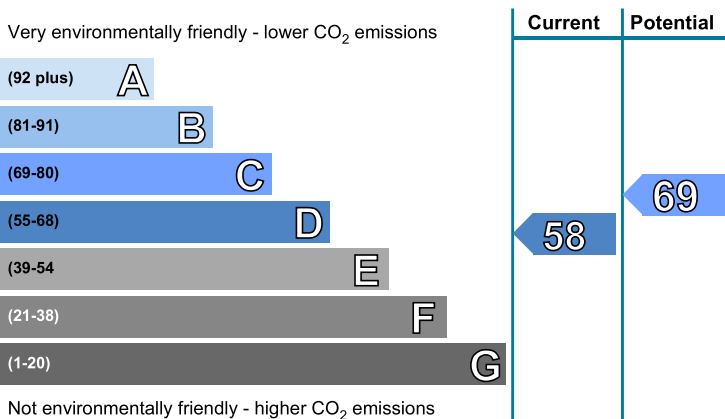 Very environmentally friendly - lower CO2 emissions
Current
Potential
(92 plus) A
(81-91) B
(69-80) C
(55-68) D
(39-54 E
(21-38) F
(1-20) G
58
69
Not environmentally friendly - higher CO2 emissions